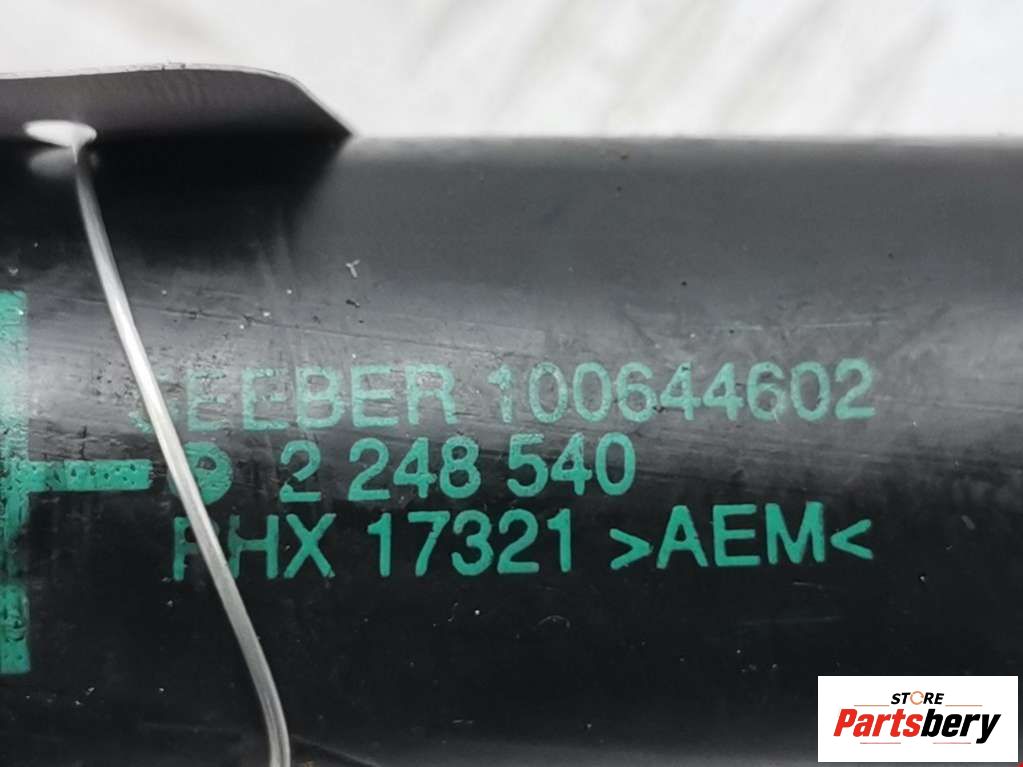 SEEBER 100644602
2 248 540
PHX 17321 >AEM<
STORE
Partsbery